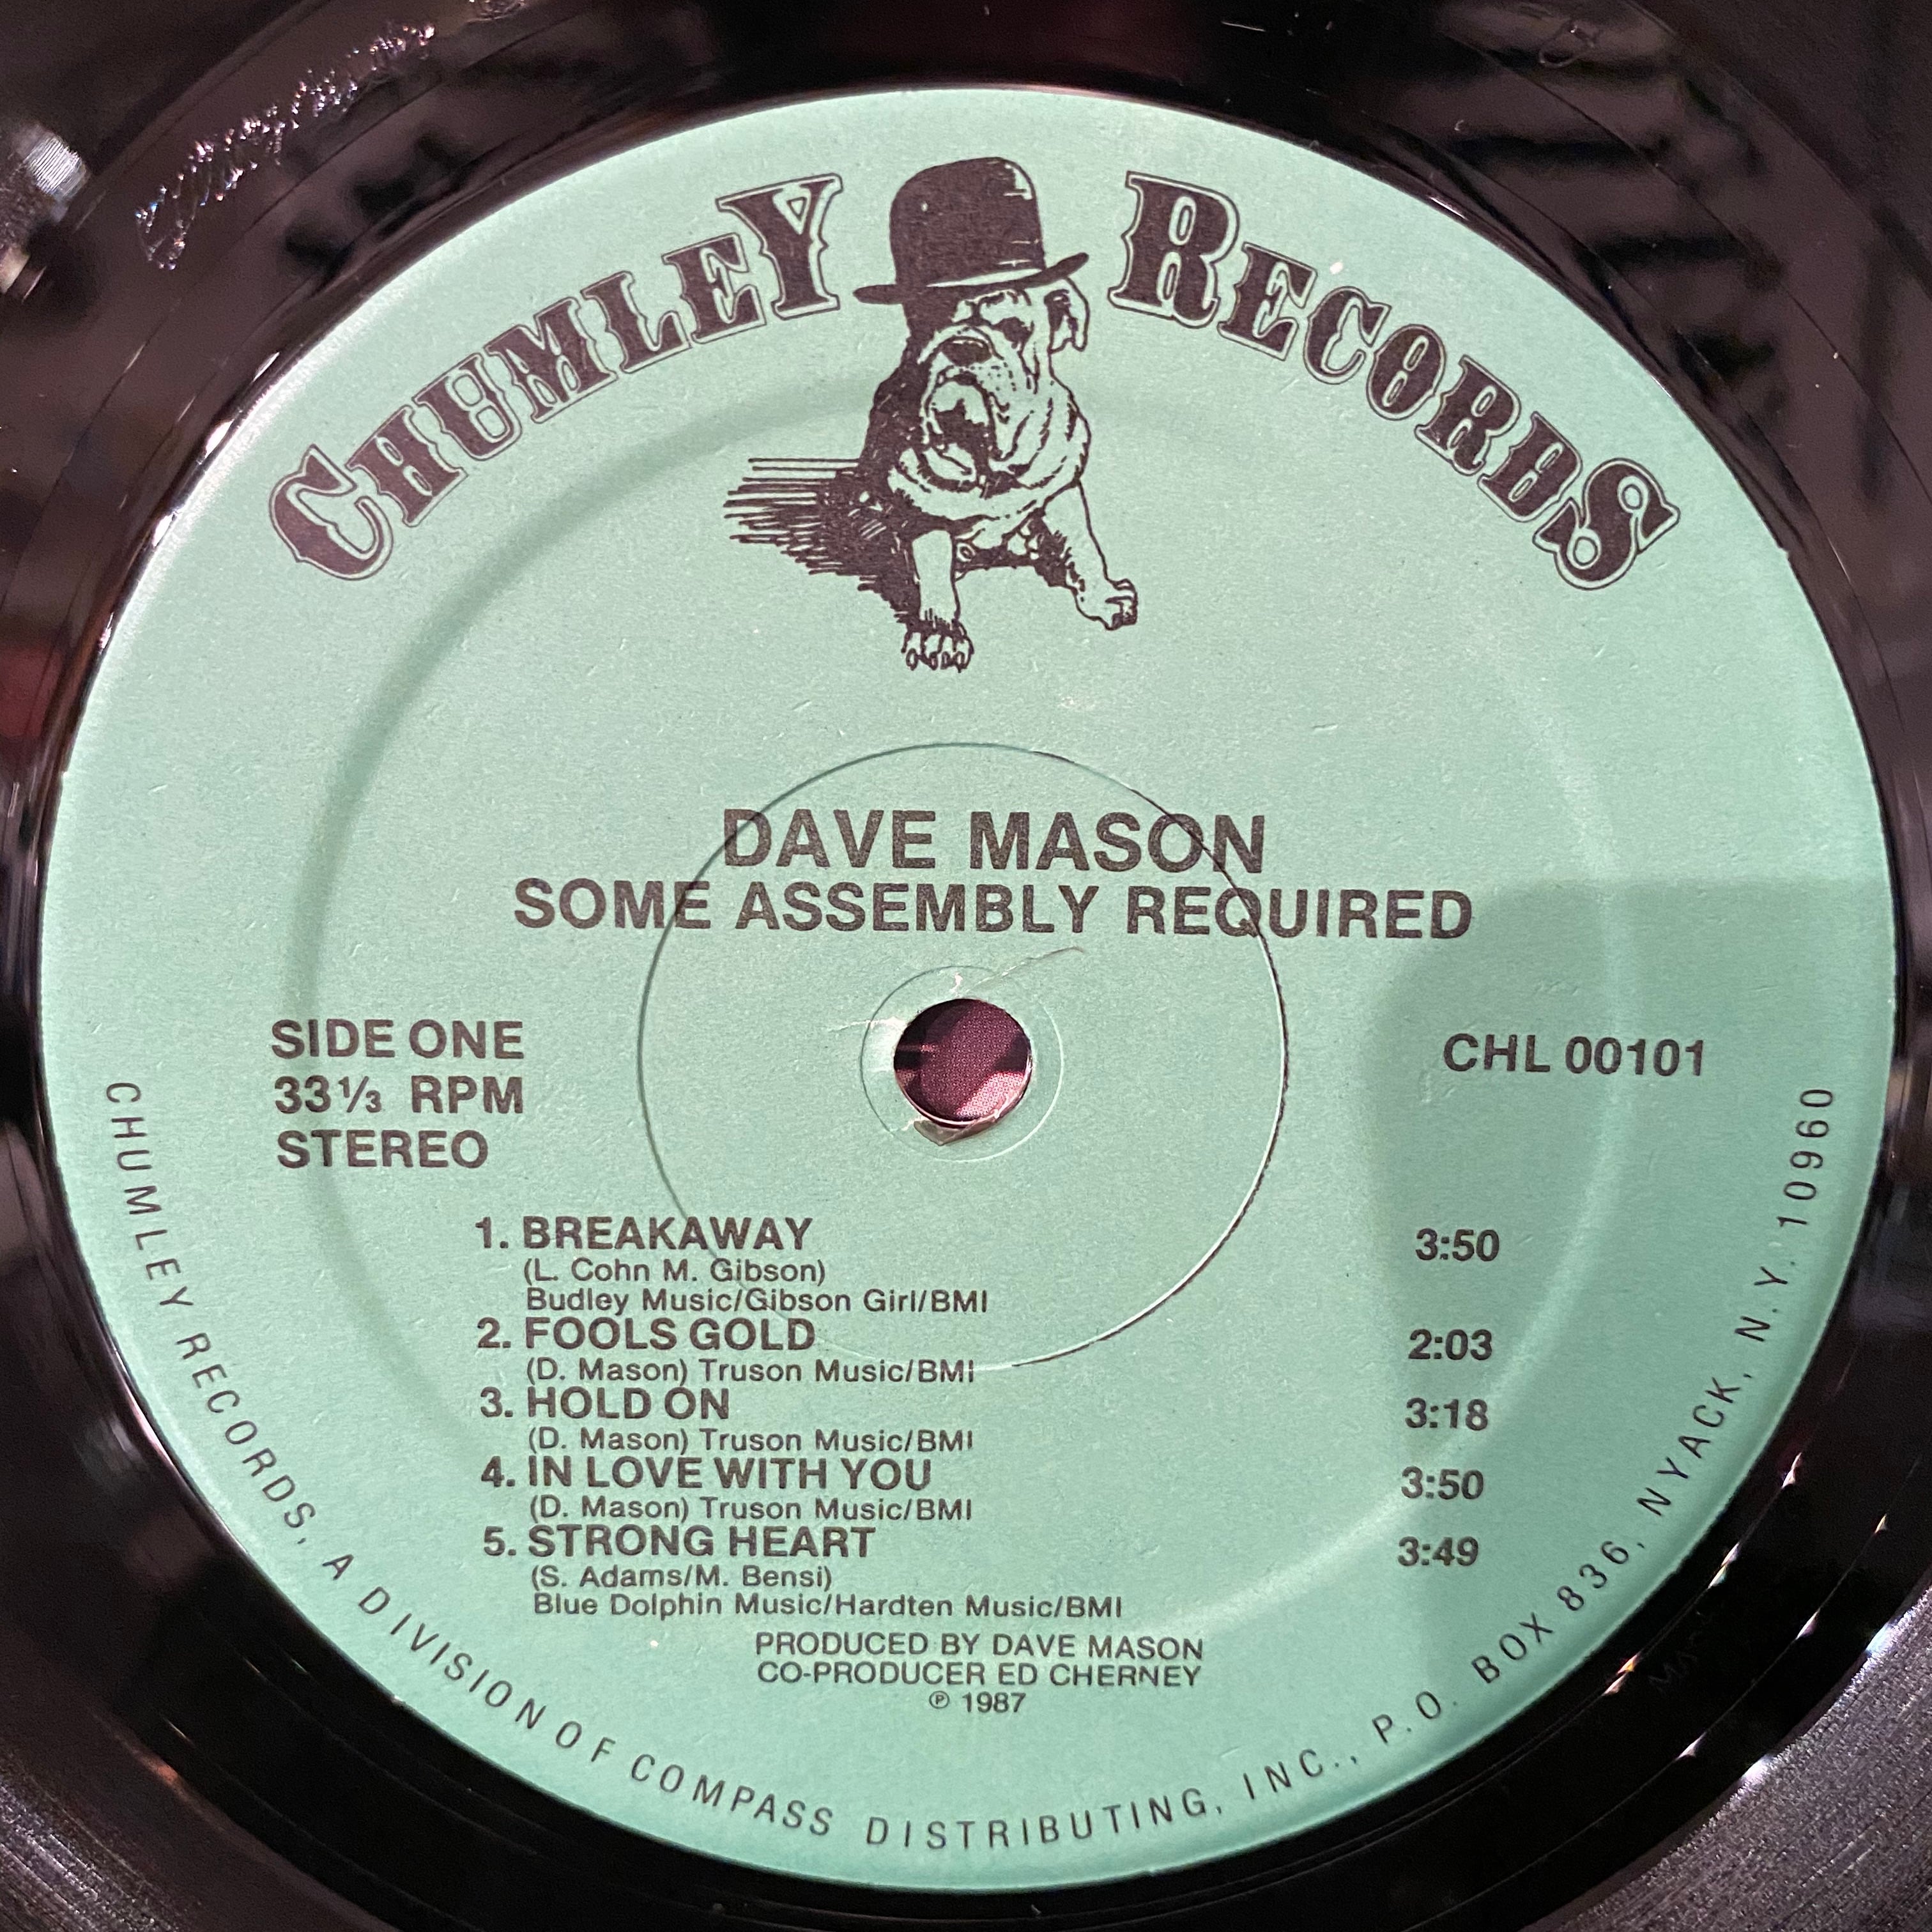 CHUMLEY RECORDS
DAVE MASON
SOME ASSEMBLY REQUIRED
SIDE ONE
33⅓ RPM
STEREO
CHL 00101
1. BREAKAWAY 3:50
(L. Cohn M. Gibson)
Budley Music/Gibson Girl/BMI
2. FOOLS GOLD 2:03
(D. Mason) Truson Music/BMI
3. HOLD ON 3:18
(D. Mason) Truson Music/BMI
4. IN LOVE WITH YOU 3:50
(D. Mason) Truson Music/BMI
5. STRONG HEART 3:49
(S. Adams/M. Bensi)
Blue Dolphin Music/Hardten Music/BMI
PRODUCED BY DAVE MASON
CO-PRODUCER ED CHERNEY
℗ 1987
CHUMLEY RECORDS, A DIVISION OF COMPASS DISTRIBUTING, INC., P.O. BOX 836, NYACK, N.Y. 10960